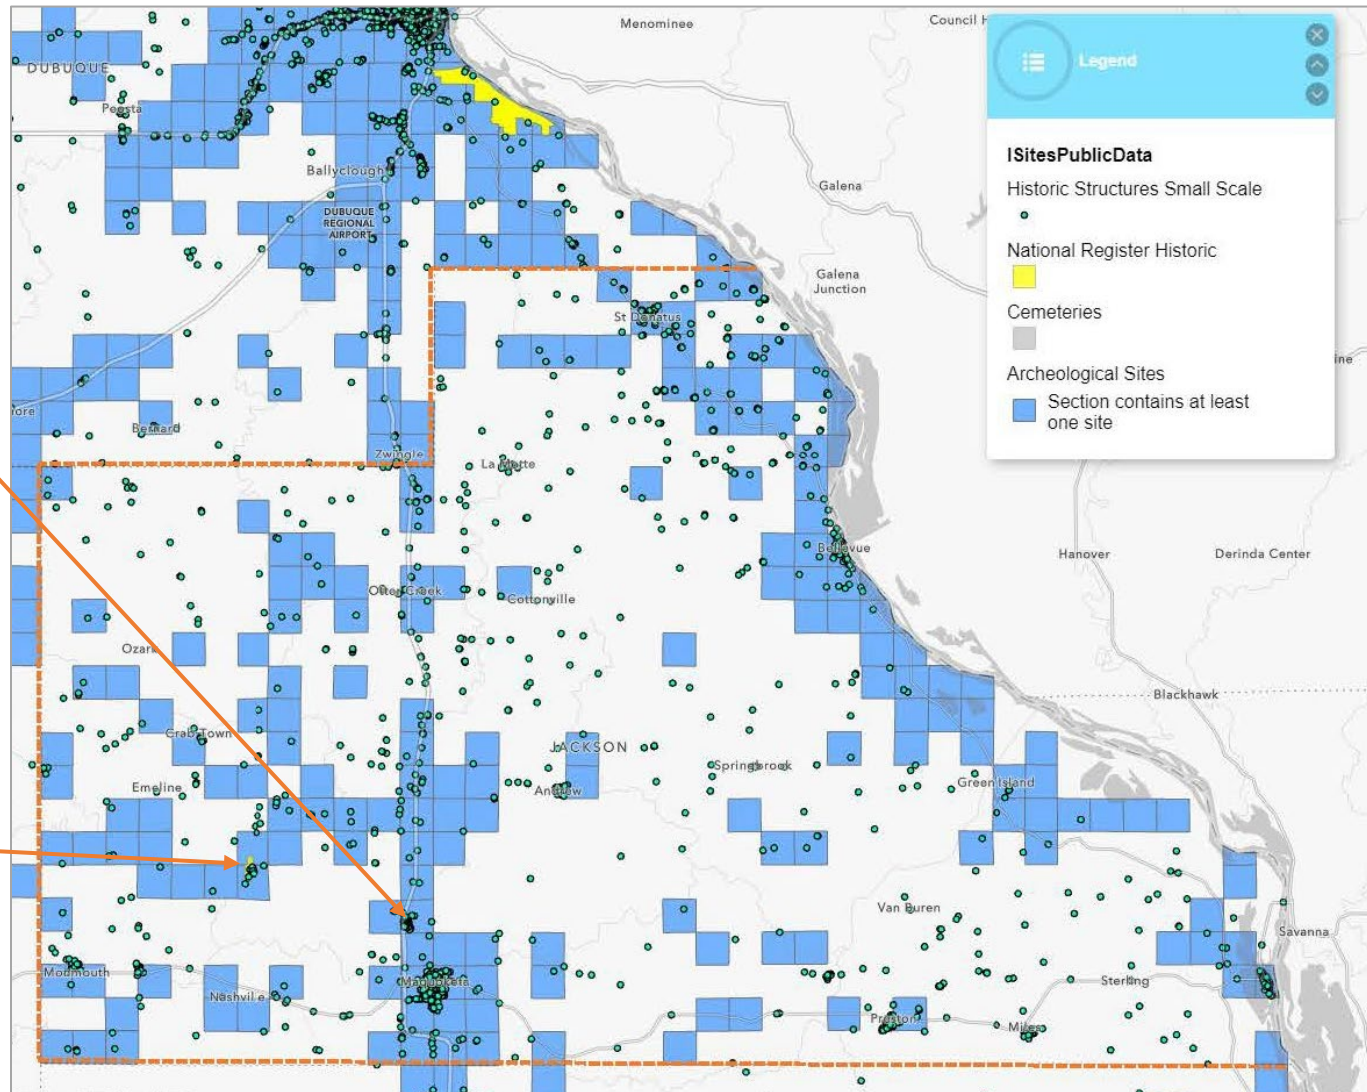 Menominee
Council H
Legend
DUBUQUE
Peosta
ISitesPublicData
Historic Structures Small Scale
Ballyclough
Galena
DUBUQUE
REGIONAL
AIRPORT
National Register Historic
Galena
Junction
Cemeteries
St Donatus
ine
Archeological Sites
Section contains at least
one site
ore
Bernard
Zwingle
La Motte
Bellevue
Hanover
Derinda Center
Otter Creek
Cottonville
Ozark
Blackhawk
Crab Town
JACKSON
Springbrook
Emeline
Andrew
Green Island
Van Buren
Savanna
Monmouth
Maquoketa
Sterling
Nashville
Preston
Miles